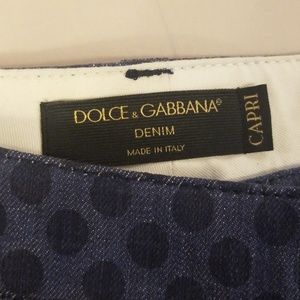 DOLCE & GABBANA®
DENIM
MADE IN ITALY
CAPRI